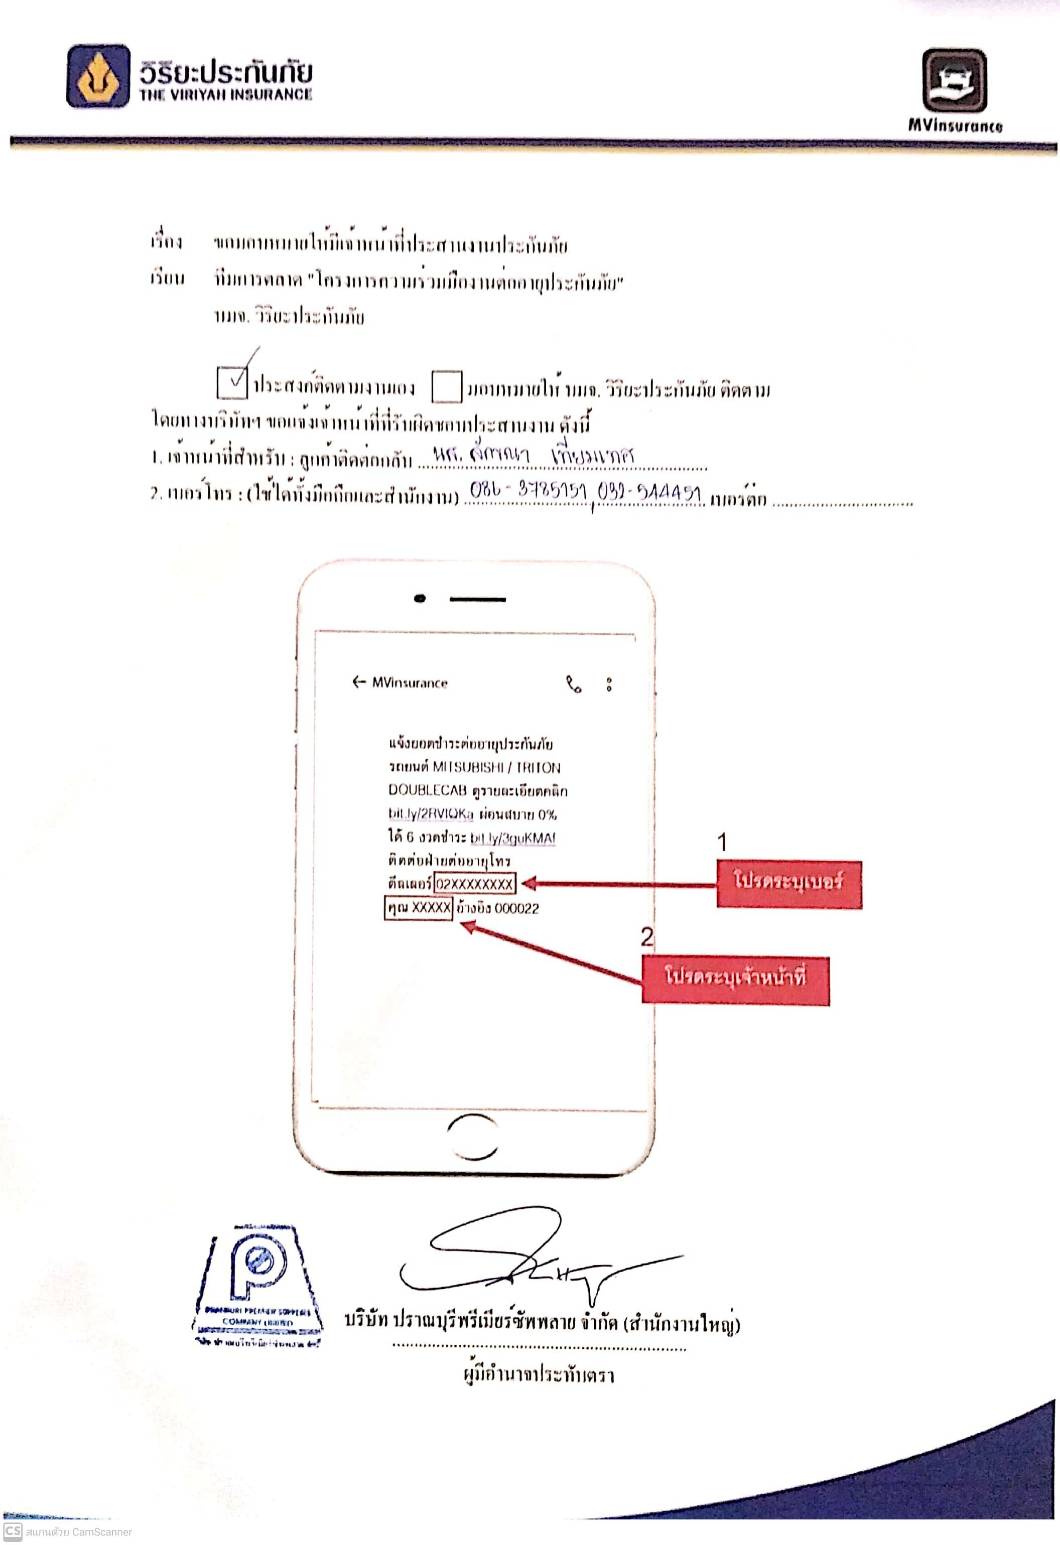 วิริยะประกันภัย
THE VIRIYAH INSURANCE
MVinsurance
เรื่อง ขอมอบหมายให้มีเจ้าหน้าที่ประสานงานประกันภัย
เรียน ทีมการตลาด "โครงการความร่วมมืองานต่ออายุประกันภัย"
บมจ. วิริยะประกันภัย
ประสงค์ติดตามงานเอง มอบหมายให้ บมจ. วิริยะประกันภัย ติดตาม
โดยทางบริษัทฯ ขอแจ้งเจ้าหน้าที่ที่รับผิดชอบประสานงาน ดังนี้
1. เจ้าหน้าที่สำหรับ : ลูกค้าติดต่อกลับ
2. เบอร์โทร : (ใช้ได้ทั้งมือถือและสำนักงาน) 086-3785151, 032-544451 เบอร์ต่อ
← MVinsurance
แจ้งยอดชำระต่ออายุประกันภัย
รถยนต์ MITSUBISHI / TRITON
DOUBLECAB ดูรายละเอียดคลิก
bit.ly/2RVIQKa ผ่อนสบาย 0%
ได้ 6 งวดชำระ bit.ly/3guKMAf
ติดต่อฝ่ายต่ออายุโทร
ดีลเลอร์ 02XXXXXXXX
คุณ XXXXX อ้างอิง 000022
1
โปรดระบุเบอร์
2
โปรดระบุเจ้าหน้าที่
PRANBURI PREMIER SUPPLIES
COMPANY LIMITED
บริษัท ปราณบุรีพรีเมียร์ซัพพลาย จำกัด (สำนักงานใหญ่)
ผู้มีอำนาจประทับตรา
CS สแกนด้วย CamScanner